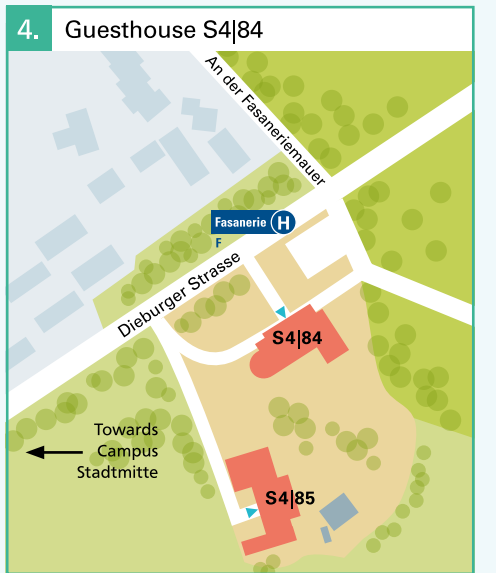 4. Guesthouse S4|84
An der Fasaneriemauer
Fasanerie H
F
Dieburger Strasse
S4|84
Towards
Campus
Stadtmitte
S4|85